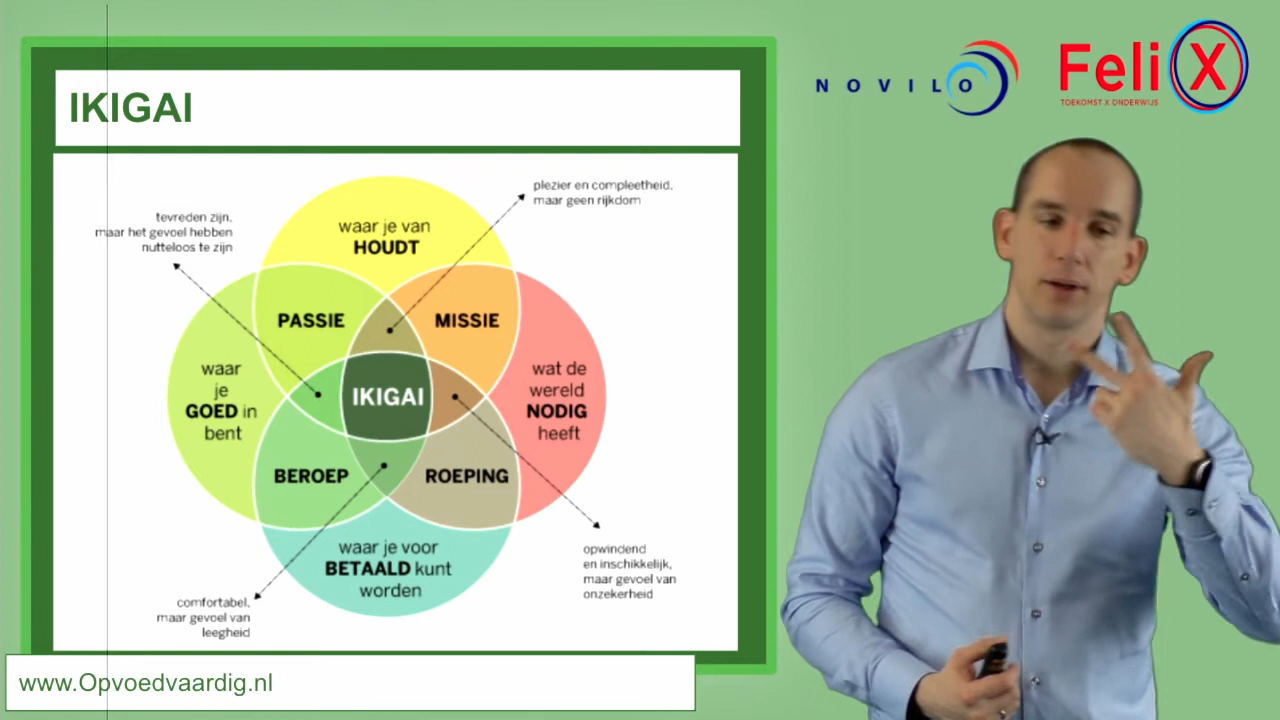 IKIGAI
NOVILO
FeliX
TOEKOMST X ONDERWIJS
plezier en compleetheid,
maar geen rijkdom
tevreden zijn,
maar het gevoel hebben
nutteloos te zijn
waar je van
HOUDT
PASSIE
MISSIE
waar
je
GOED in
bent
IKIGAI
wat de
wereld
NODIG
heeft
BEROEP
ROEPING
waar je voor
BETAALD kunt
worden
opwindend
en inschikkelijk,
maar gevoel van
onzekerheid
comfortabel,
maar gevoel van
leegheid
www.Opvoedvaardig.nl